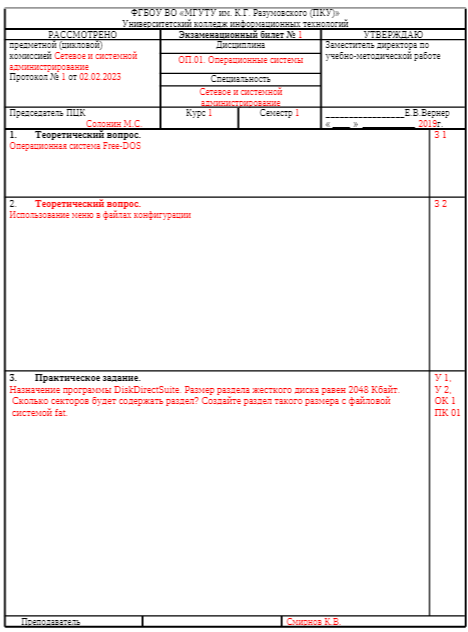 ФГБОУ ВО «МГУТУ им. К.Г. Разумовского (ПКУ)»
Университетский колледж информационных технологий
РАССМОТРЕНО
предметной (цикловой)
комиссией Сетевое и системной
администрирование
Протокол № 1 от 02.02.2023
Экзаменационный билет № 1
Дисциплина
ОП.01. Операционные системы
Специальность
Сетевое и системной
администрирование
УТВЕРЖДАЮ
Заместитель директора по
учебно-методической работе
Председатель ПЦК
Солонин М.С.
Курс 1
Семестр 1
_________________Е.В.Вернер
« ____ » ____________ 2019г.
1. Теоретический вопрос.
Операционная система Free-DOS
З 1
2. Теоретический вопрос.
Использование меню в файлах конфигурации
З 2
3. Практическое задание.
Назначение программы DiskDirectSuite. Размер раздела жесткого диска равен 2048 Кбайт.
Сколько секторов будет содержать раздел? Создайте раздел такого размера с файловой
системой fat.
У 1,
У 2,
ОК 1
ПК 01
Преподаватель
Смирнов К.В.